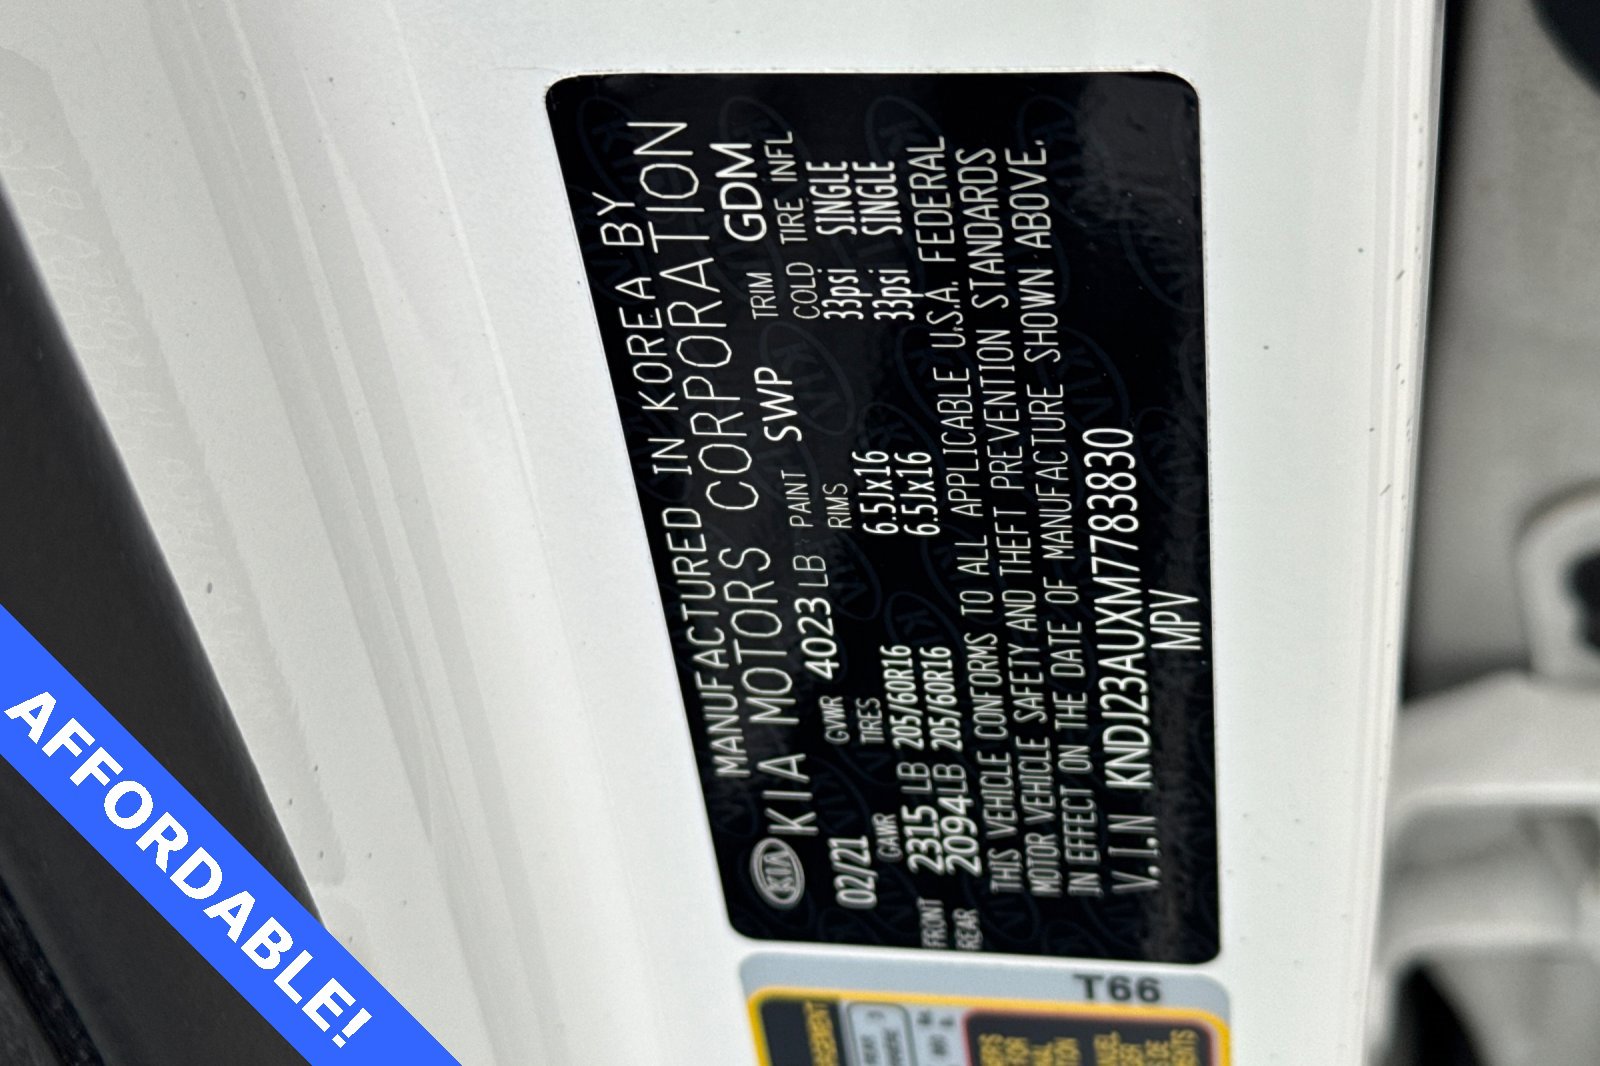 MANUFACTURED IN KOREA BY
KIA KIA MOTORS CORPORATION
02/21 GVWR 4023 LB PAINT SWP TRIM GDM
GAWR TIRES RIMS COLD TIRE INFL
FRONT 2315 LB 205/60R16 6.5Jx16 33psi SINGLE
REAR 2094LB 205/60R16 6.5Jx16 33psi SINGLE
THIS VEHICLE CONFORMS TO ALL APPLICABLE U.S.A. FEDERAL
MOTOR VEHICLE SAFETY AND THEFT PREVENTION STANDARDS
IN EFFECT ON THE DATE OF MANUFACTURE SHOWN ABOVE.
V.I.N KNDJ23AUXM7783830
MPV
T66
AFFORDABLE!